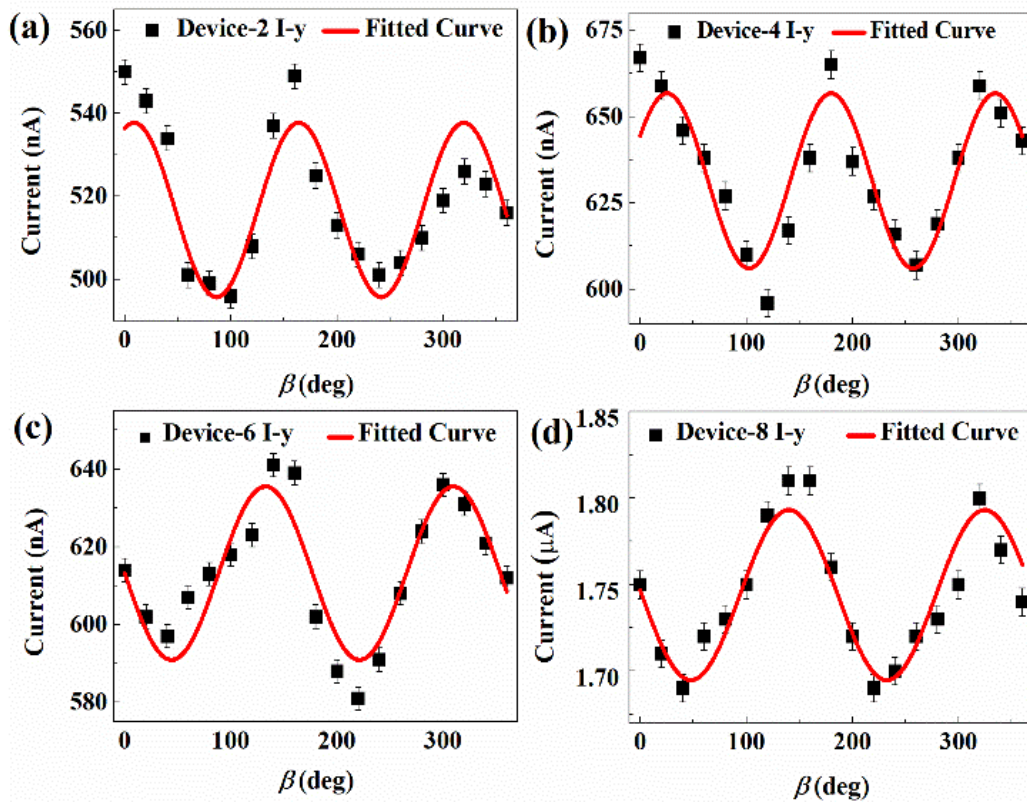 (a)
Device-2 I-y
Fitted Curve
560
540
520
500
Current (nA)
0
100
200
300
β (deg)
(b)
Device-4 I-y
Fitted Curve
675
650
625
600
Current (nA)
0
100
200
300
β (deg)
(c)
Device-6 I-y
Fitted Curve
640
620
600
580
Current (nA)
0
100
200
300
β (deg)
(d)
Device-8 I-y
Fitted Curve
1.85
1.80
1.75
1.70
Current (μA)
0
100
200
300
β (deg)